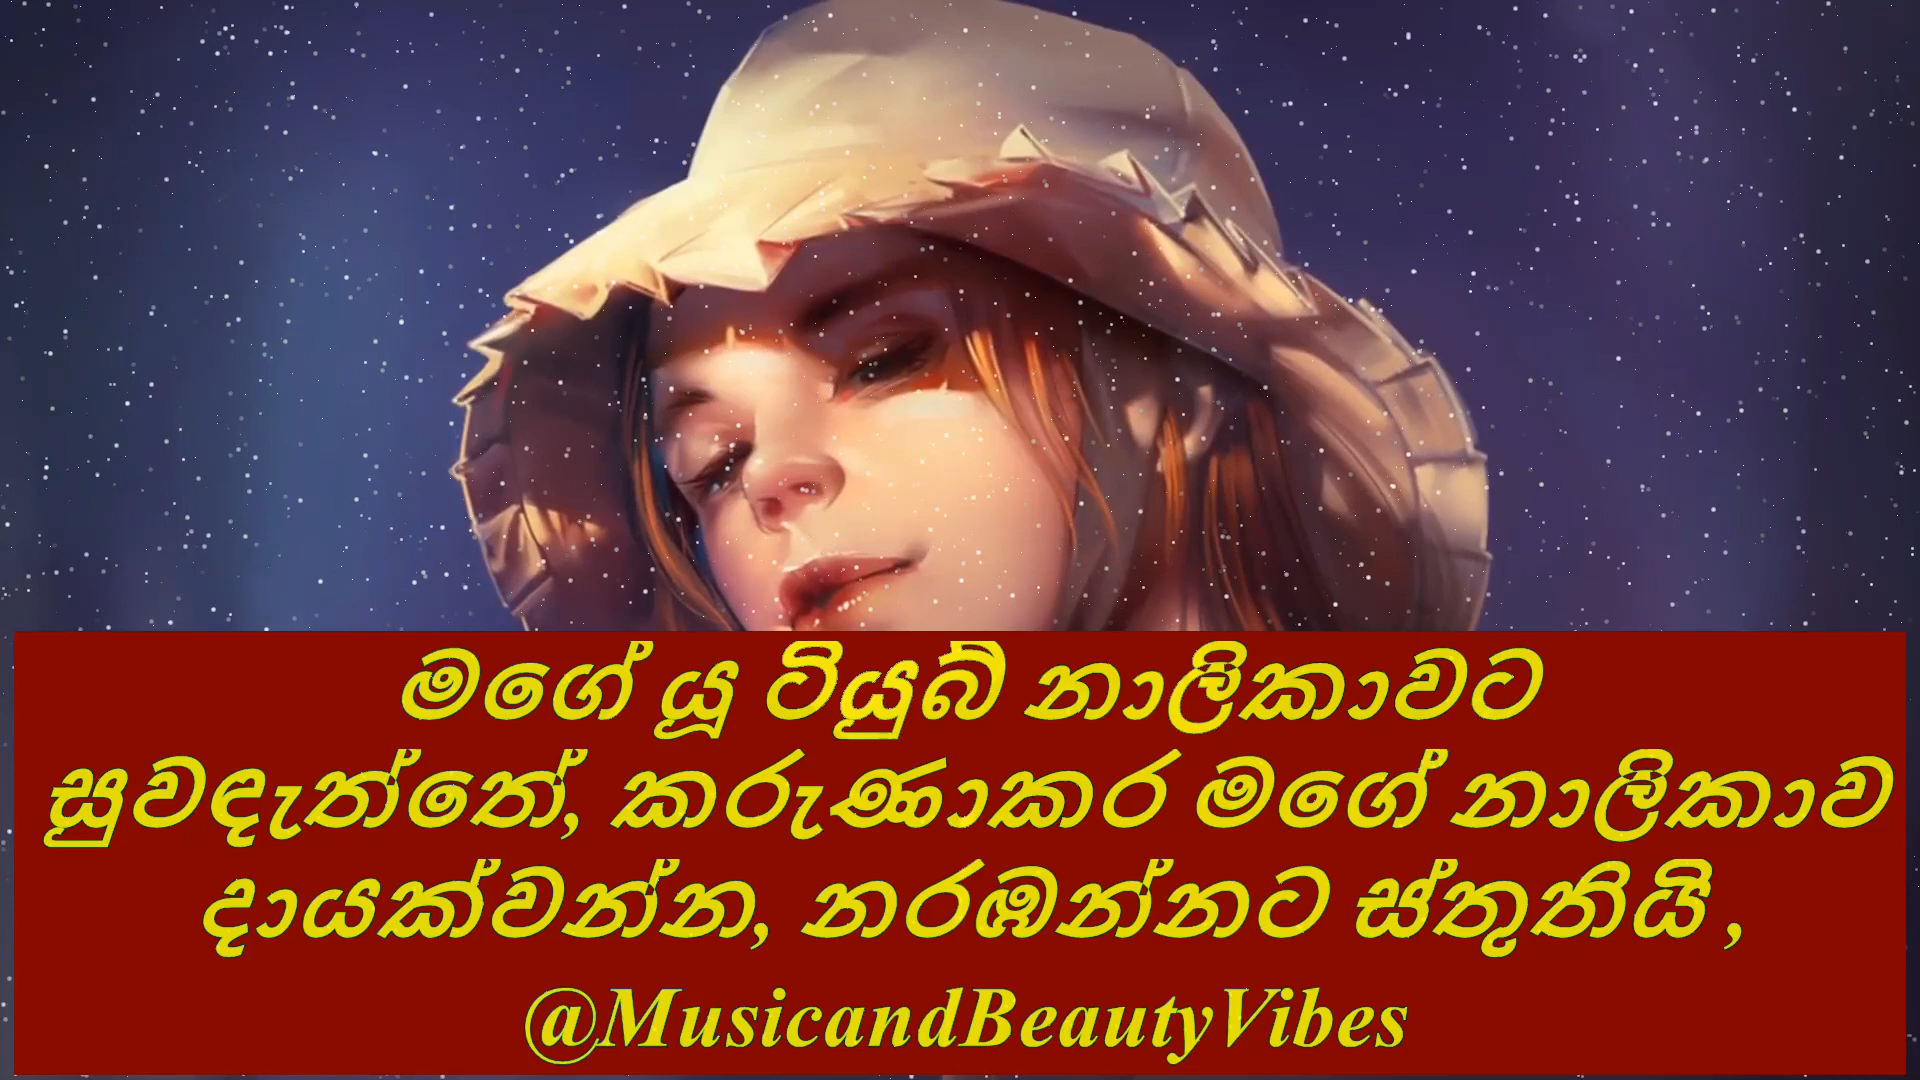 මගේ යූ ටියුබ් නාලිකාවට
සුවඳැත්තේ, කරුණාකර මගේ නාලිකාව
දායක්වන්න, නරඹන්නට ස්තුතියි ,
@MusicandBeautyVibes